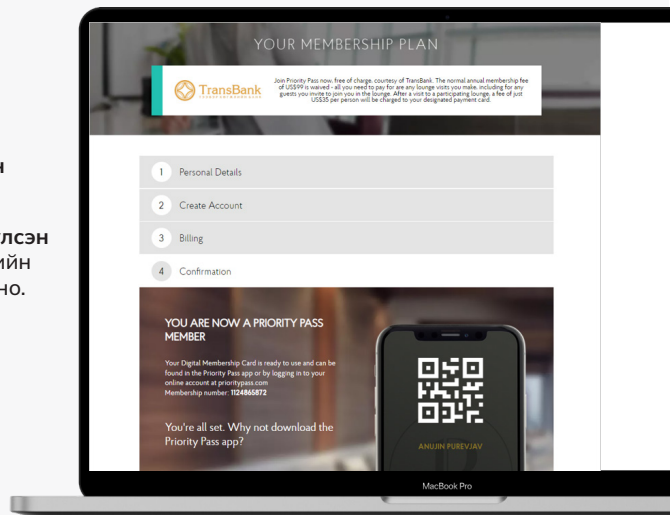 н
лсэн
ийн
но.
YOUR MEMBERSHIP PLAN
TransBank
Join Priority Pass now, free of charge, courtesy of TransBank. The normal annual membership fee
of US$99 is waived - all you need to pay for are any lounge visits you make, including for any
guests you invite to join you in the lounge. After a visit to a participating lounge, a fee of just
US$35 per person will be charged to your designated payment card.
1 Personal Details
2 Create Account
3 Billing
4 Confirmation
YOU ARE NOW A PRIORITY PASS
MEMBER
Your Digital Membership Card is ready to use and can be
found in the Priority Pass app or by logging in to your
online account at prioritypass.com
Membership number: 1124865872
You're all set. Why not download the
Priority Pass app?
ANUJIN PUREVJAV
MacBook Pro